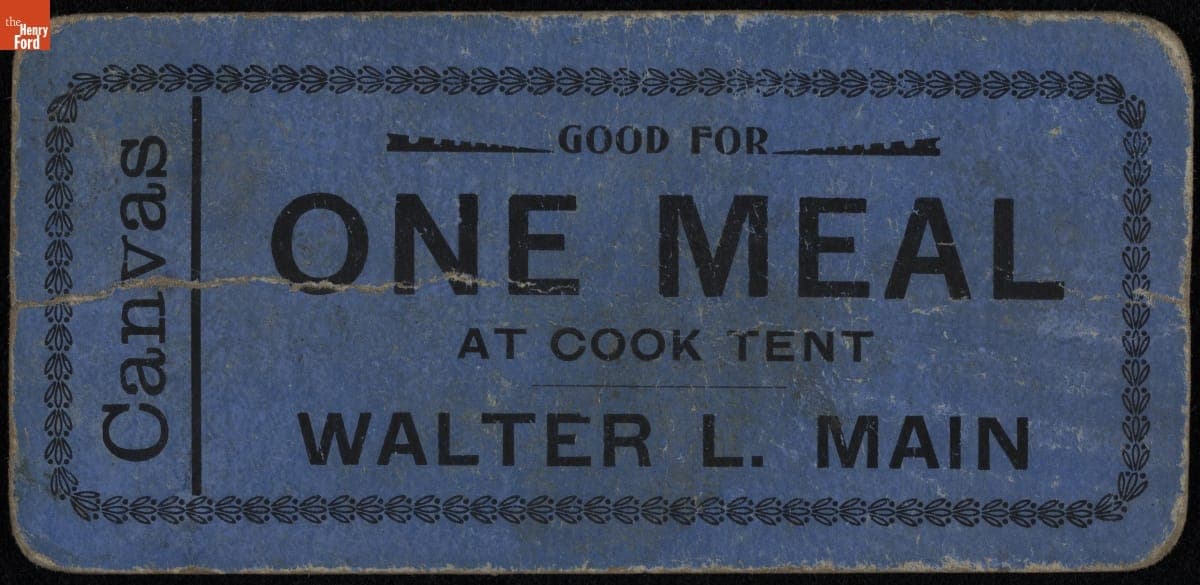 the
Henry
Ford
Canvas
GOOD FOR
ONE MEAL
AT COOK TENT
WALTER L. MAIN